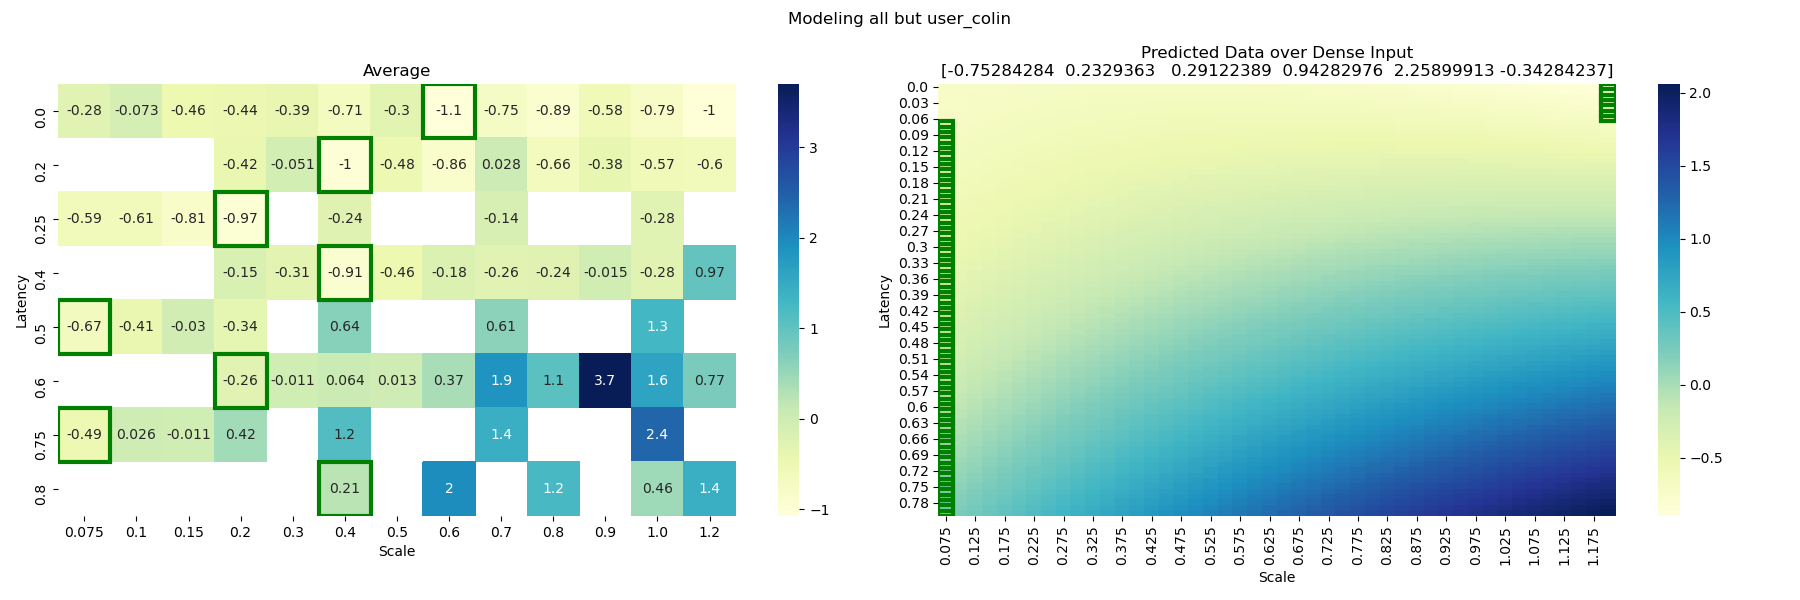 Modeling all but user_colin
Average
0.0 -0.28 -0.073 -0.46 -0.44 -0.39 -0.71 -0.3 -1.1 -0.75 -0.89 -0.58 -0.79 -1
0.2 -0.42 -0.051 -1 -0.48 -0.86 0.028 -0.66 -0.38 -0.57 -0.6
0.25 -0.59 -0.61 -0.81 -0.97 -0.24 -0.14 -0.28
0.4 -0.15 -0.31 -0.91 -0.46 -0.18 -0.26 -0.24 -0.015 -0.28 0.97
0.5 -0.67 -0.41 -0.03 -0.34 0.64 0.61 1.3
0.6 -0.26 -0.011 0.064 0.013 0.37 1.9 1.1 3.7 1.6 0.77
0.75 -0.49 0.026 -0.011 0.42 1.2 1.4 2.4
0.8 0.21 2 1.2 0.46 1.4
Latency
0.075 0.1 0.15 0.2 0.3 0.4 0.5 0.6 0.7 0.8 0.9 1.0 1.2
Scale
3
2
1
0
−1
Predicted Data over Dense Input
[-0.75284284 0.2329363 0.29122389 0.94282976 2.25899913 -0.34284237]
0.0
0.03
0.06
0.09
0.12
0.15
0.18
0.21
0.24
0.27
0.3
0.33
0.36
0.39
0.42
0.45
0.48
0.51
0.54
0.57
0.6
0.63
0.66
0.69
0.72
0.75
0.78
Latency
0.075 0.125 0.175 0.225 0.275 0.325 0.375 0.425 0.475 0.525 0.575 0.625 0.675 0.725 0.775 0.825 0.875 0.925 0.975 1.025 1.075 1.125 1.175
Scale
2.0
1.5
1.0
0.5
0.0
−0.5